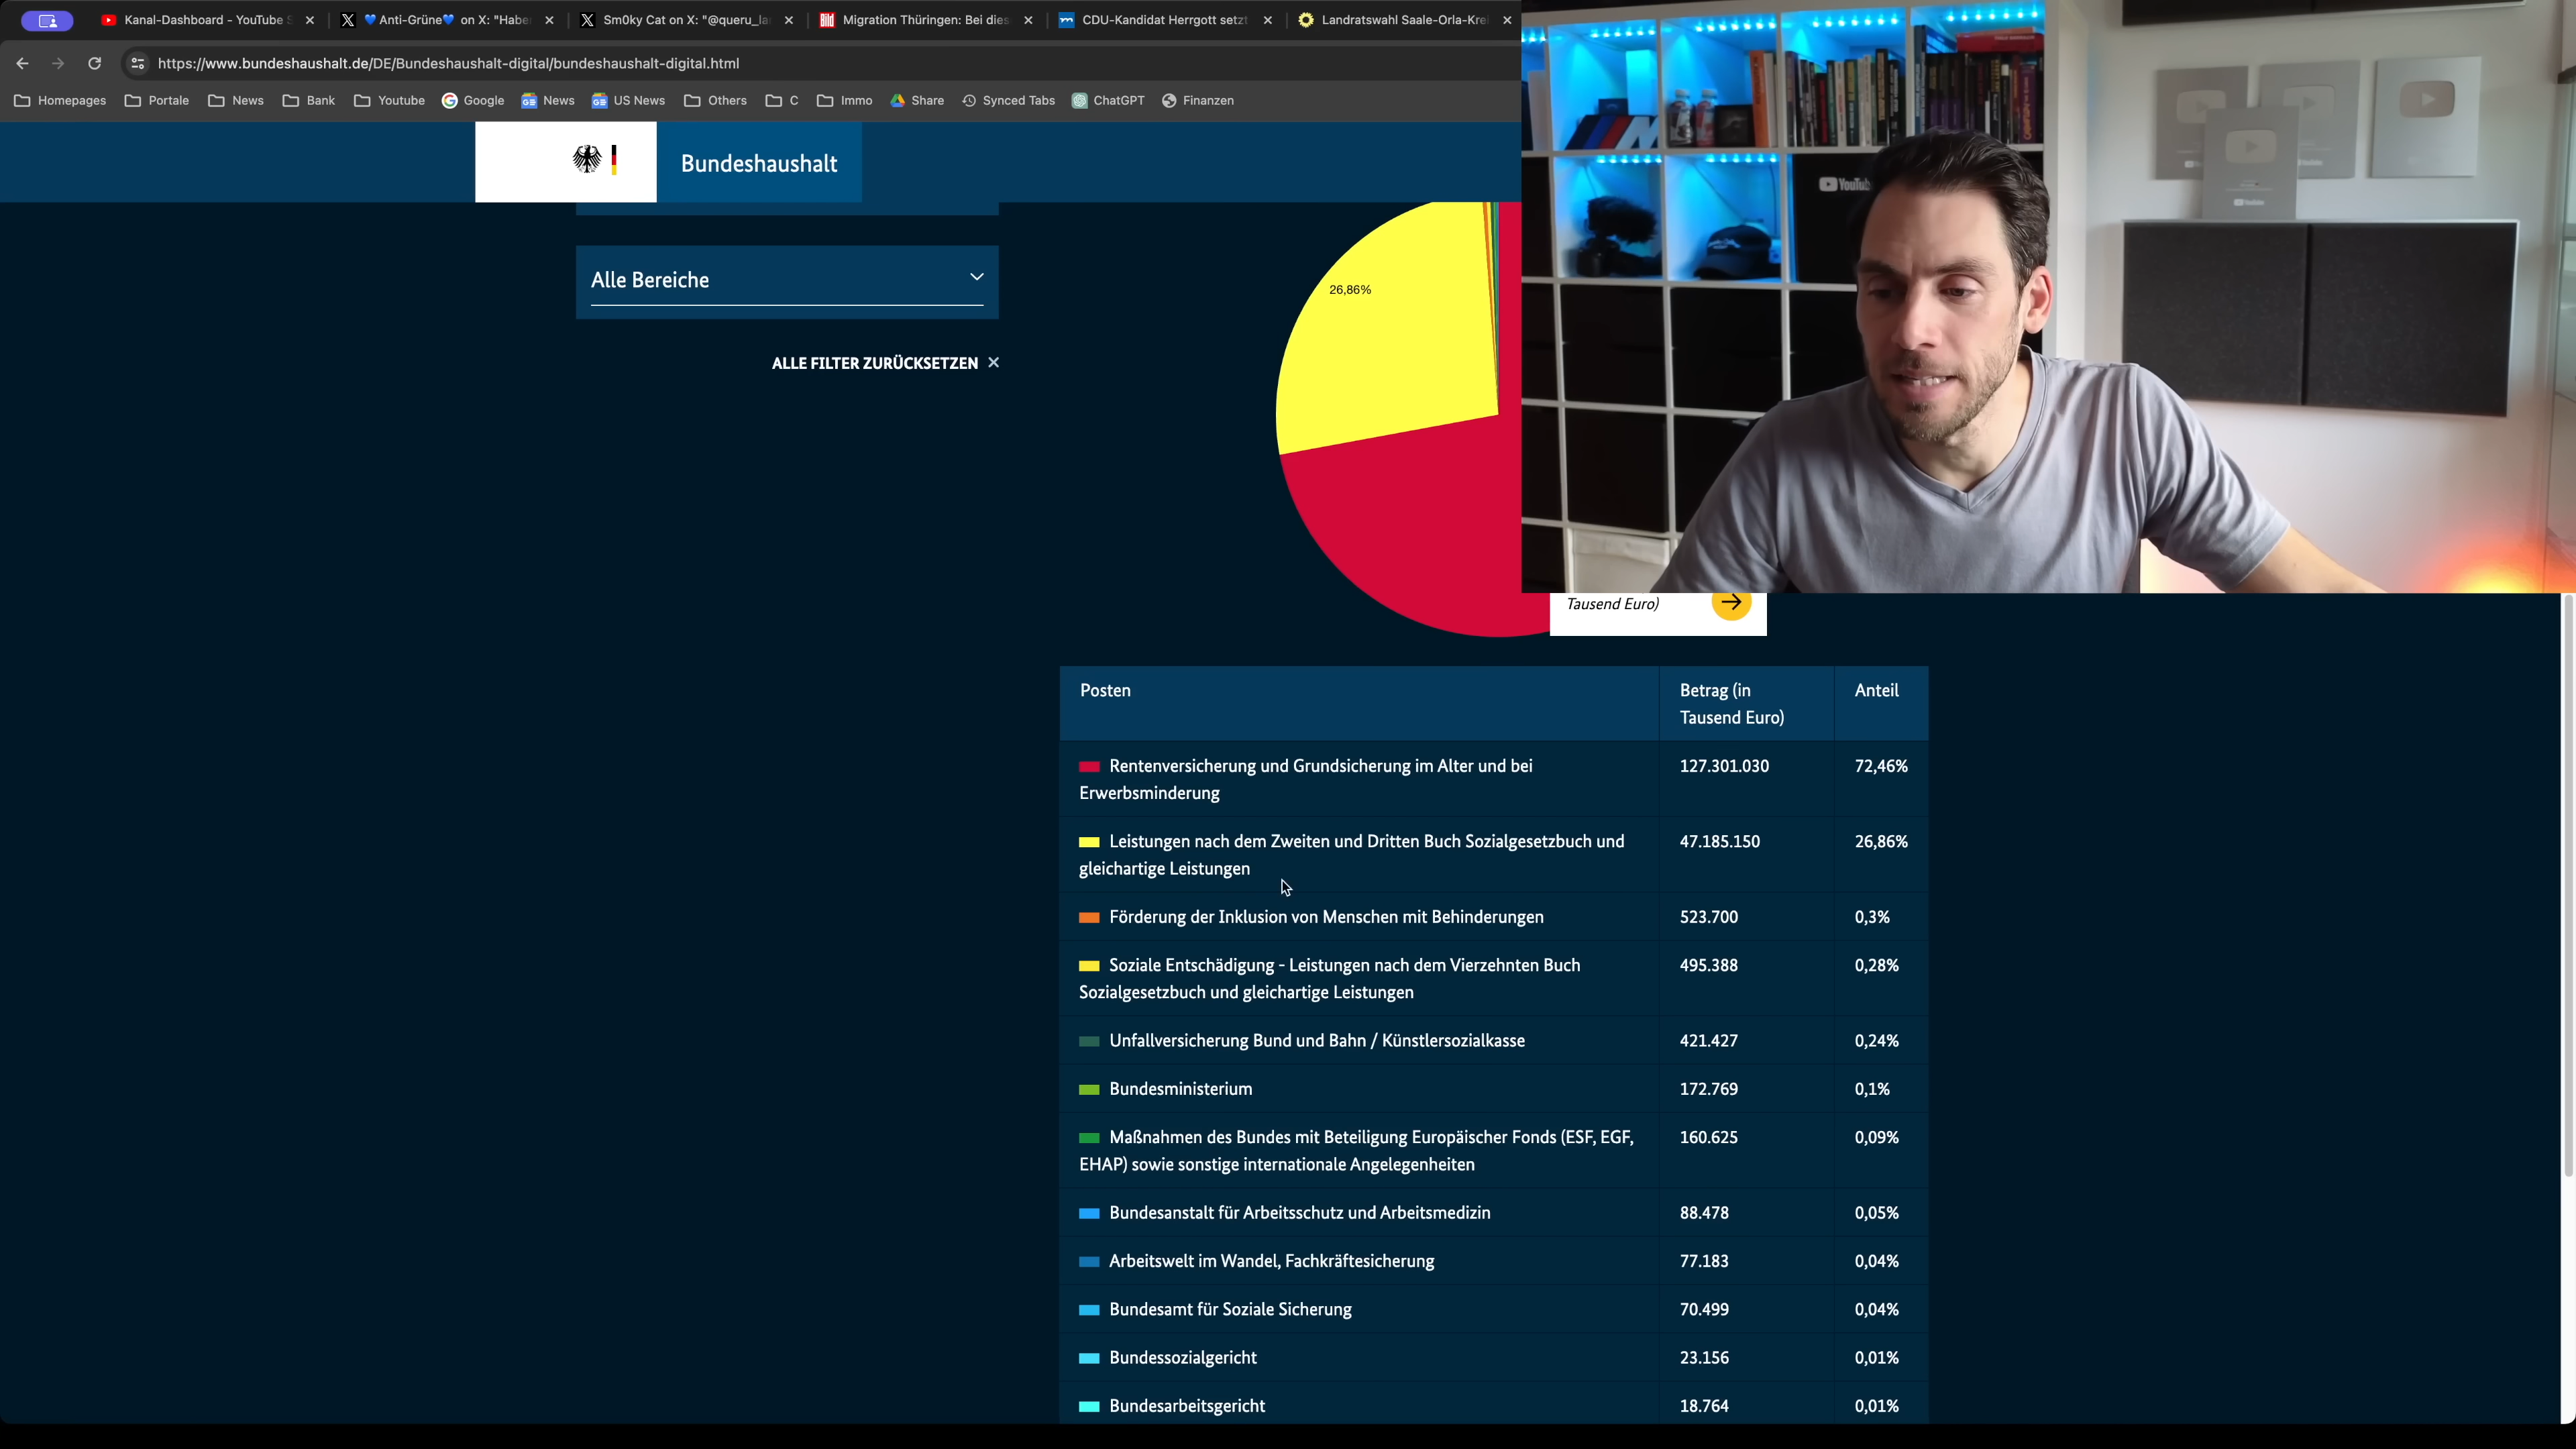 Kanal-Dashboard - YouTube S
💙Anti-Grüne💙 on X: "Habe
Sm0ky Cat on X: "@queru_la
Bild
Migration Thüringen: Bei dies
CDU-Kandidat Herrgott setzt
Landratswahl Saale-Orla-Krei
https://www.bundeshaushalt.de/DE/Bundeshaushalt-digital/bundeshaushalt-digital.html
Homepages
Portale
News
Bank
Youtube
Google
News
US News
Others
C
Immo
Share
Synced Tabs
ChatGPT
Finanzen
Bundeshaushalt
Alle Bereiche
ALLE FILTER ZURÜCKSETZEN
26,86%
YouTub
Tausend Euro)
Posten
Betrag (in
Tausend Euro)
Anteil
Rentenversicherung und Grundsicherung im Alter und bei
Erwerbsminderung
127.301.030
72,46%
Leistungen nach dem Zweiten und Dritten Buch Sozialgesetzbuch und
gleichartige Leistungen
47.185.150
26,86%
Förderung der Inklusion von Menschen mit Behinderungen
523.700
0,3%
Soziale Entschädigung - Leistungen nach dem Vierzehnten Buch
Sozialgesetzbuch und gleichartige Leistungen
495.388
0,28%
Unfallversicherung Bund und Bahn / Künstlersozialkasse
421.427
0,24%
Bundesministerium
172.769
0,1%
Maßnahmen des Bundes mit Beteiligung Europäischer Fonds (ESF, EGF,
EHAP) sowie sonstige internationale Angelegenheiten
160.625
0,09%
Bundesanstalt für Arbeitsschutz und Arbeitsmedizin
88.478
0,05%
Arbeitswelt im Wandel, Fachkräftesicherung
77.183
0,04%
Bundesamt für Soziale Sicherung
70.499
0,04%
Bundessozialgericht
23.156
0,01%
Bundesarbeitsgericht
18.764
0,01%